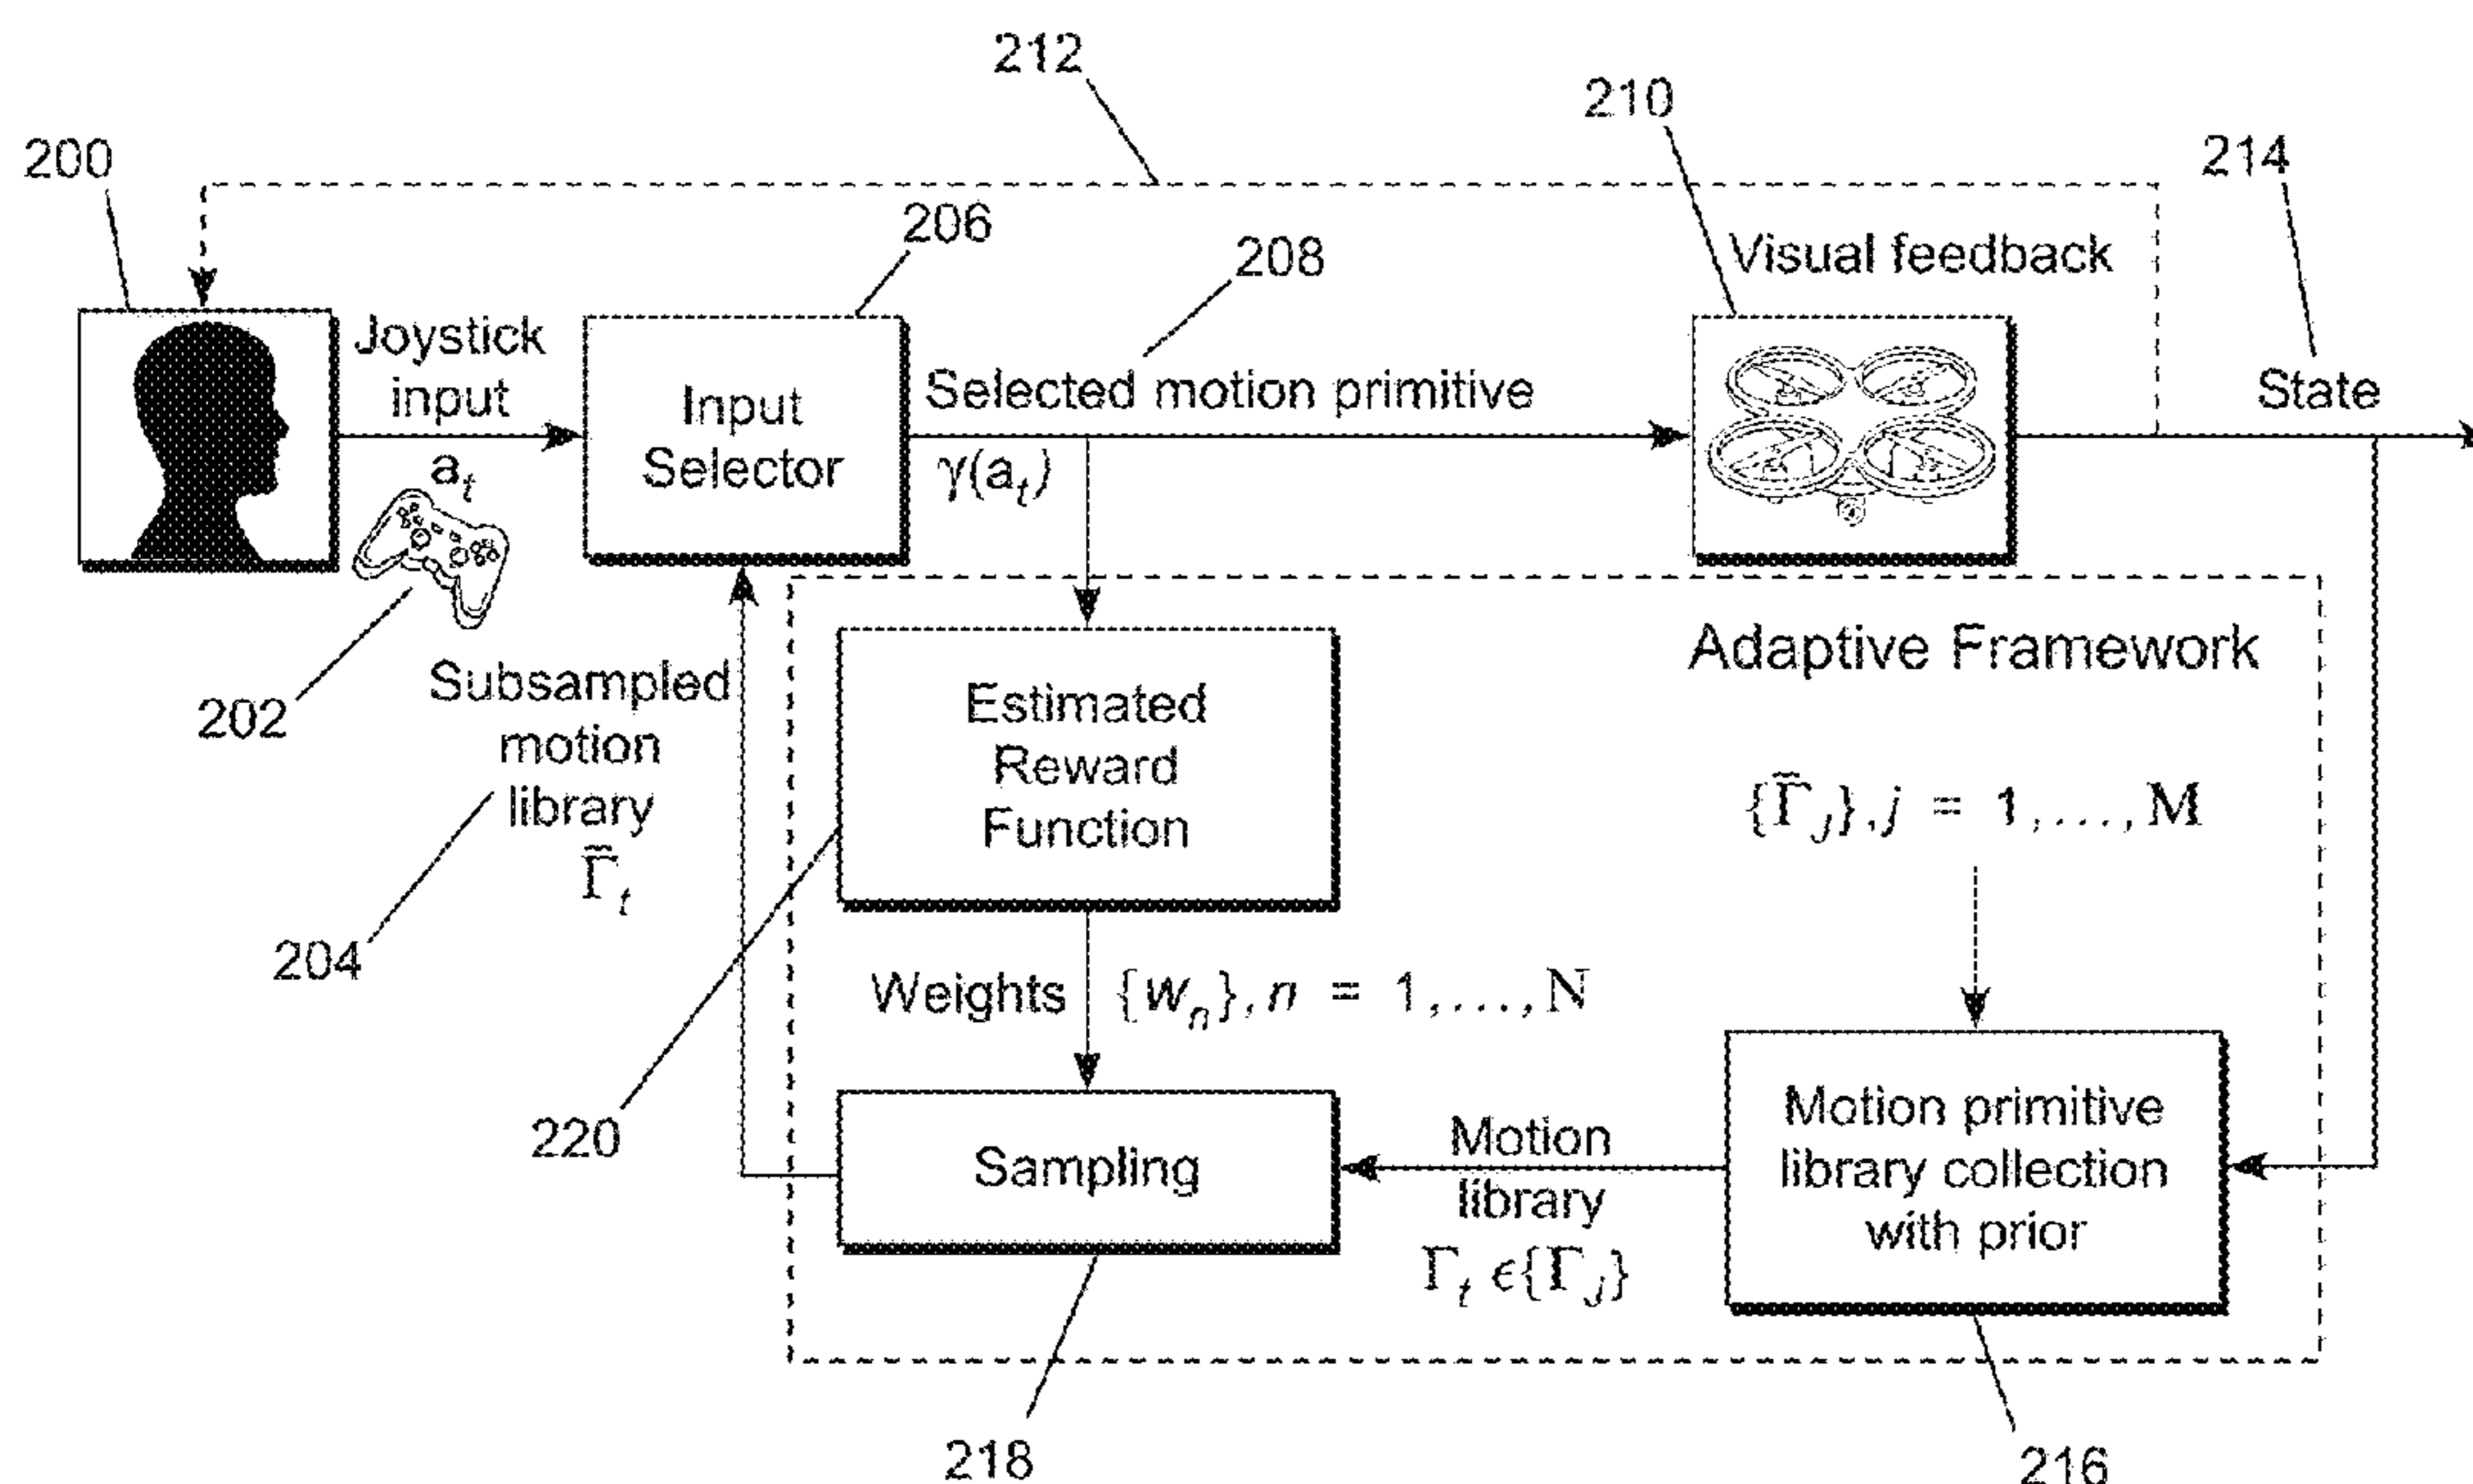 212
210
200
214
206
208
Visual feedback
Joystick
input
a_t
Input
Selector
Selected motion primitive
γ(a_t)
State
202
Subsampled
motion
library
Γ̃_t
204
Adaptive Framework
Estimated
Reward
Function
{Γ̃_j}, j = 1,...,M
Weights {w_n}, n = 1,...,N
220
Sampling
Motion
library
Γ_t ϵ{Γ_j}
Motion primitive
library collection
with prior
218
216